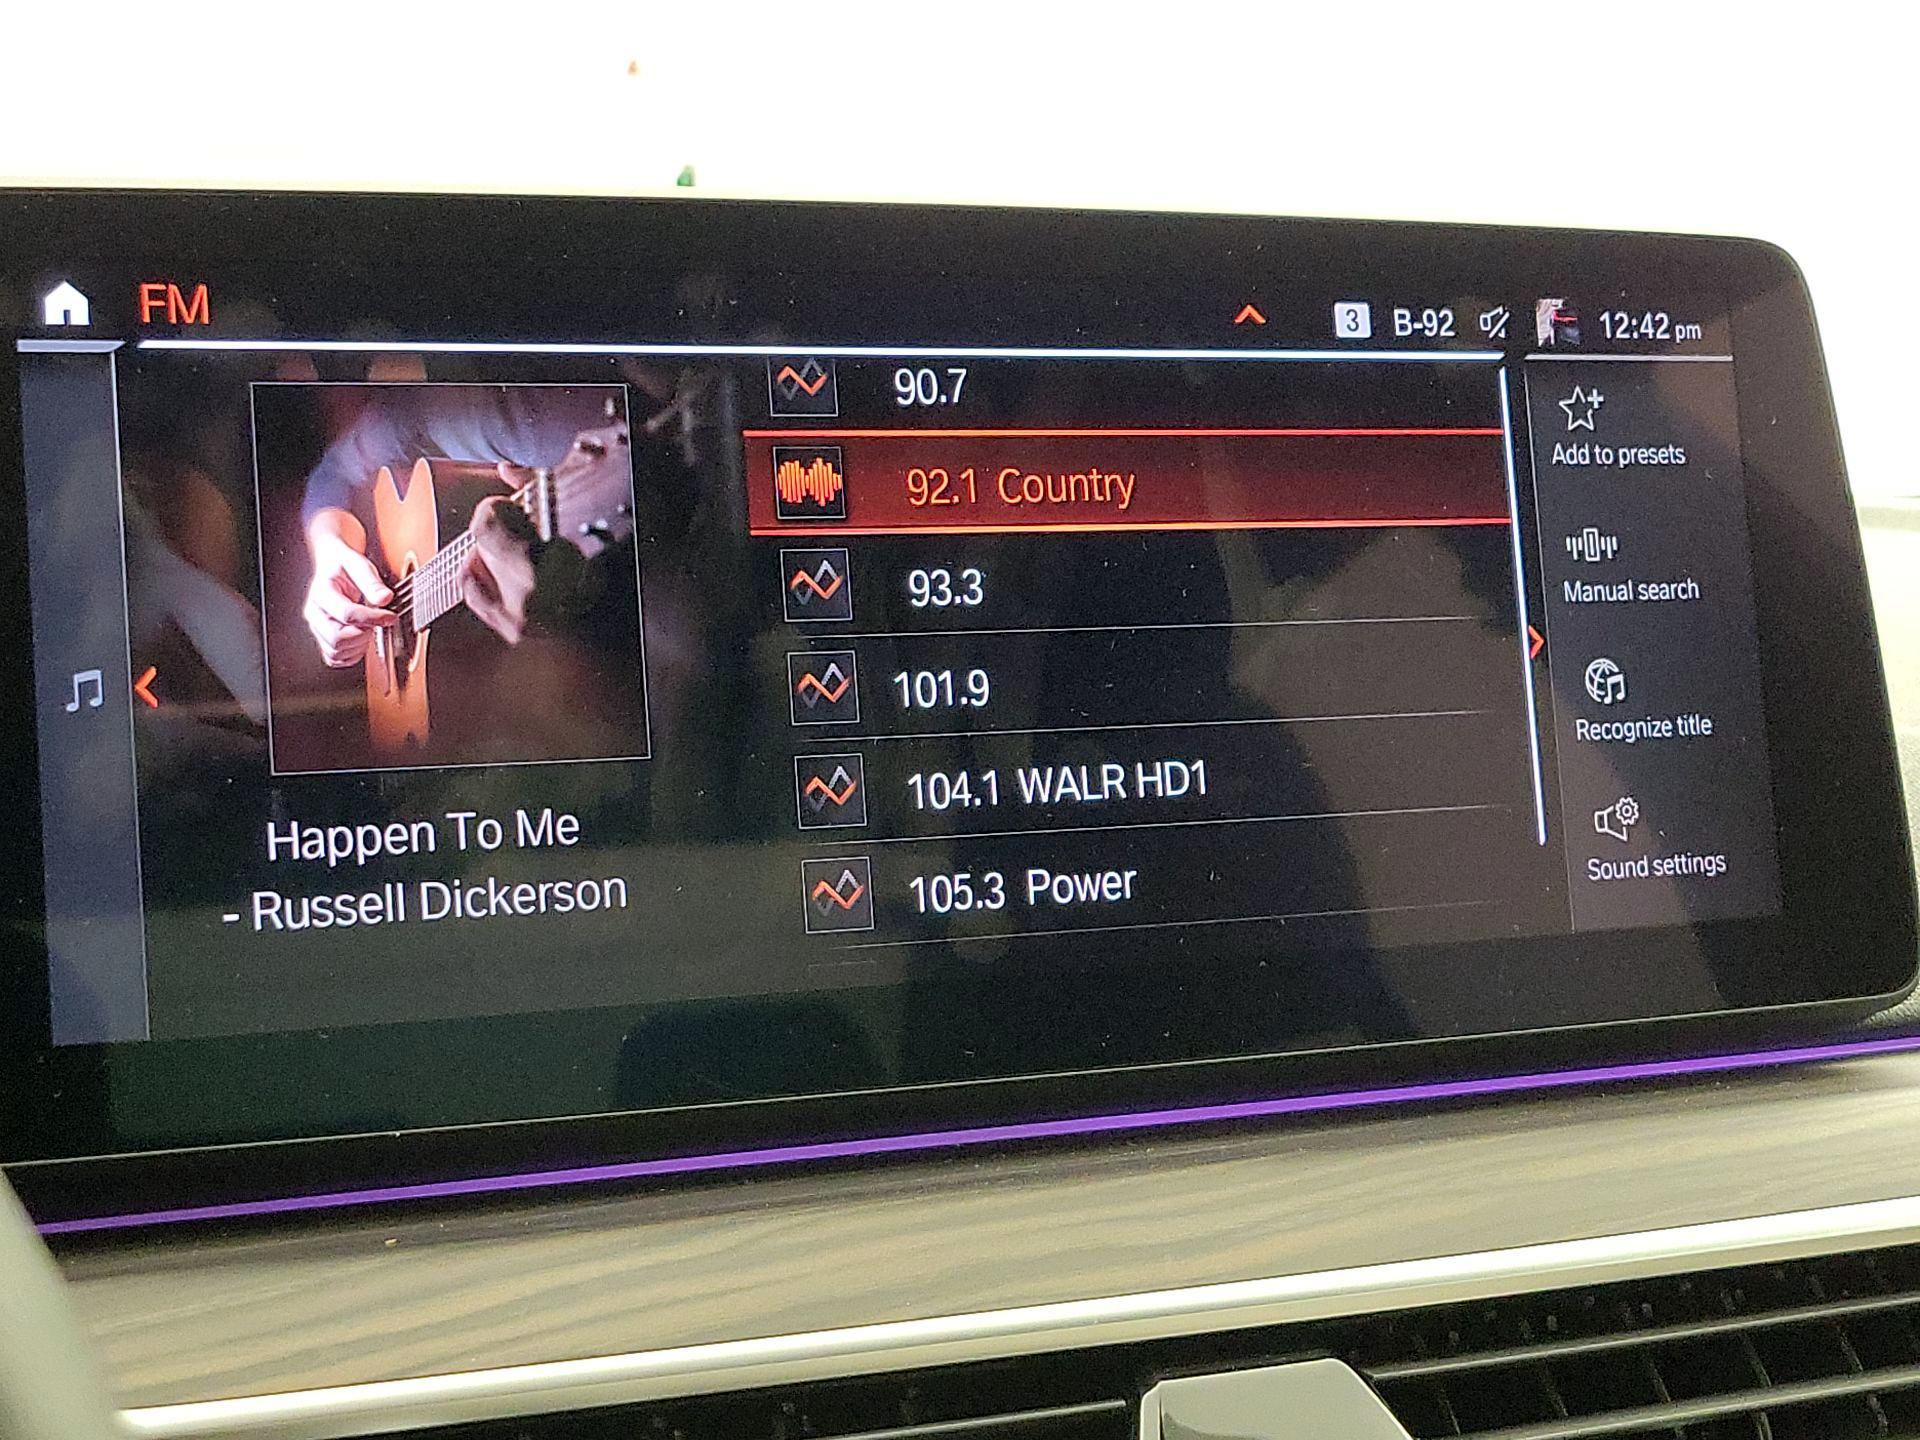 FM
3 B-92 12:42 pm
90.7
92.1 Country
93.3
101.9
104.1 WALR HD1
105.3 Power
Happen To Me
- Russell Dickerson
Add to presets
Manual search
Recognize title
Sound settings